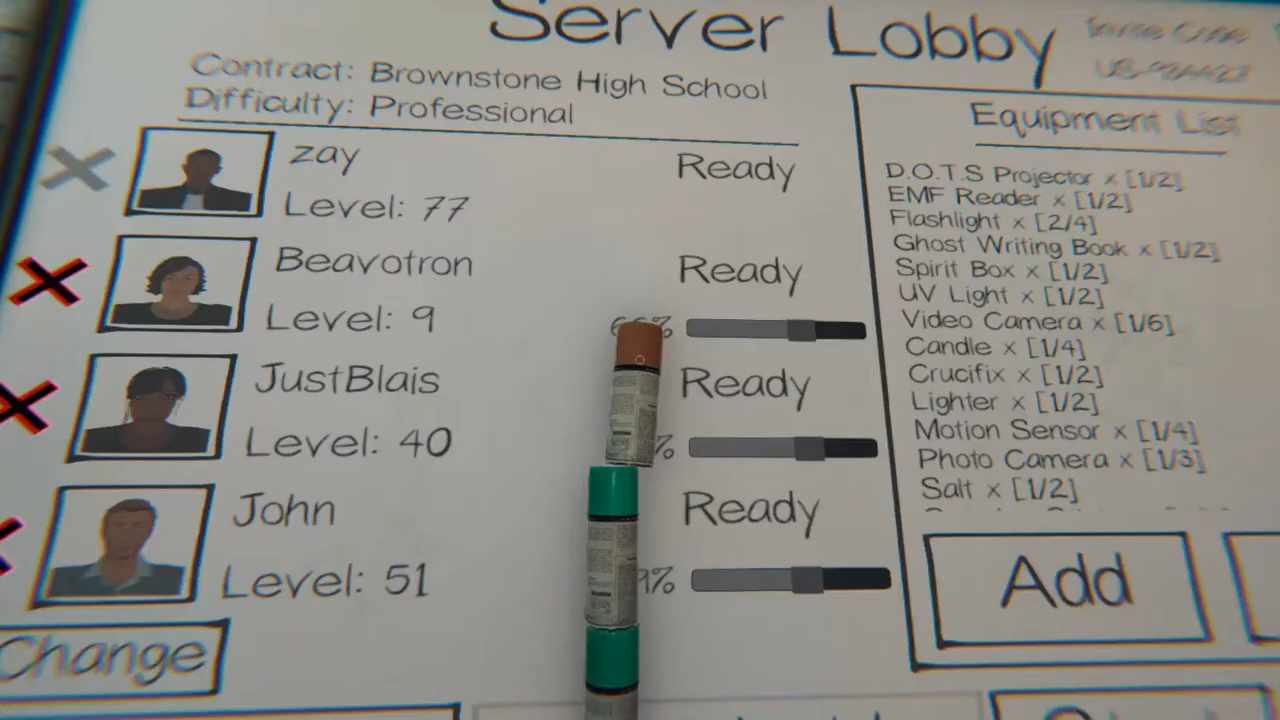 Server Lobby
Invite Code
Contract: Brownstone High School
Difficulty: Professional
zay
Ready
Level: 77
Beavotron
Ready
Level: 9
JustBlais
Ready
Level: 40
John
Ready
Level: 51
Change
Equipment List
D.O.T.S Projector x [1/2]
EMF Reader x [1/2]
Flashlight x [2/4]
Ghost Writing Book x [1/2]
Spirit Box x [1/2]
UV Light x [1/2]
Video Camera x [1/6]
Candle x [1/4]
Crucifix x [1/2]
Lighter x [1/2]
Motion Sensor x [1/4]
Photo Camera x [1/3]
Salt x [1/2]
Add